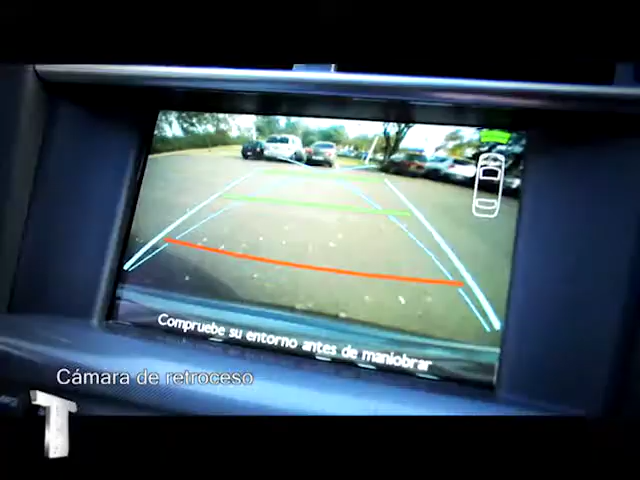 Compruebe su entorno antes de maniobrar
Cámara de retroceso
T